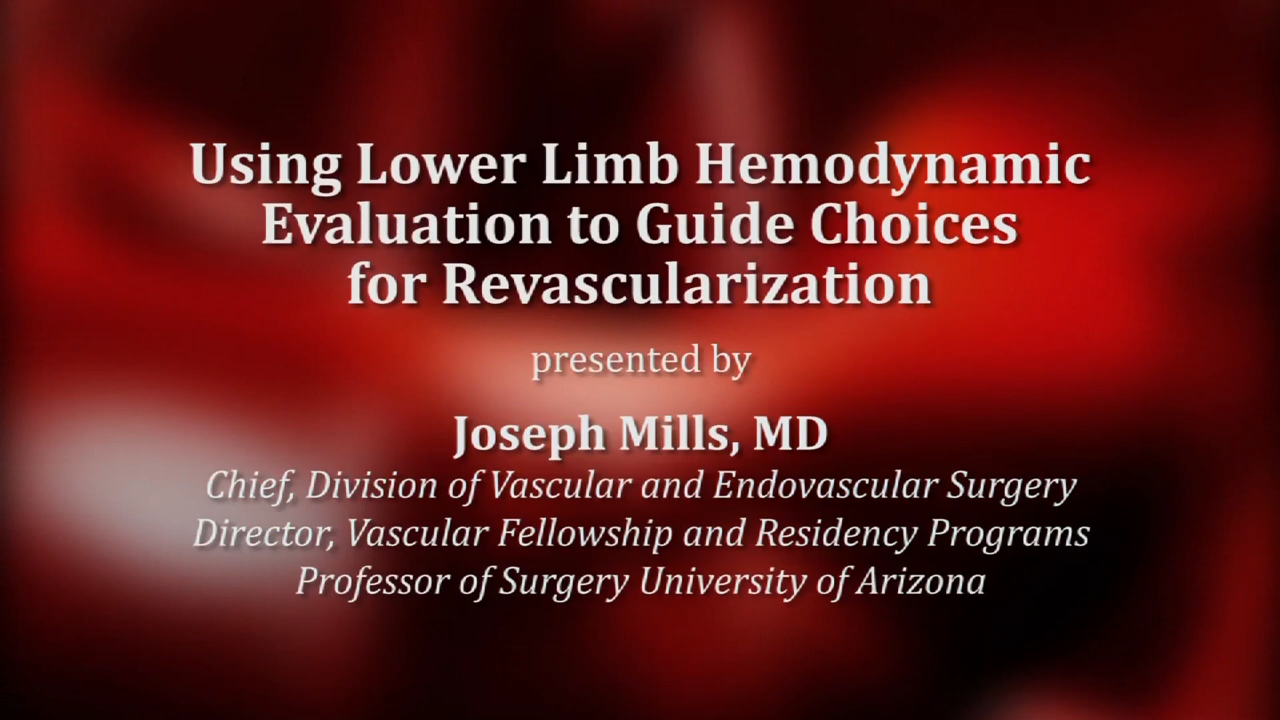 Using Lower Limb Hemodynamic
Evaluation to Guide Choices
for Revascularization
presented by
Joseph Mills, MD
Chief, Division of Vascular and Endovascular Surgery
Director, Vascular Fellowship and Residency Programs
Professor of Surgery University of Arizona